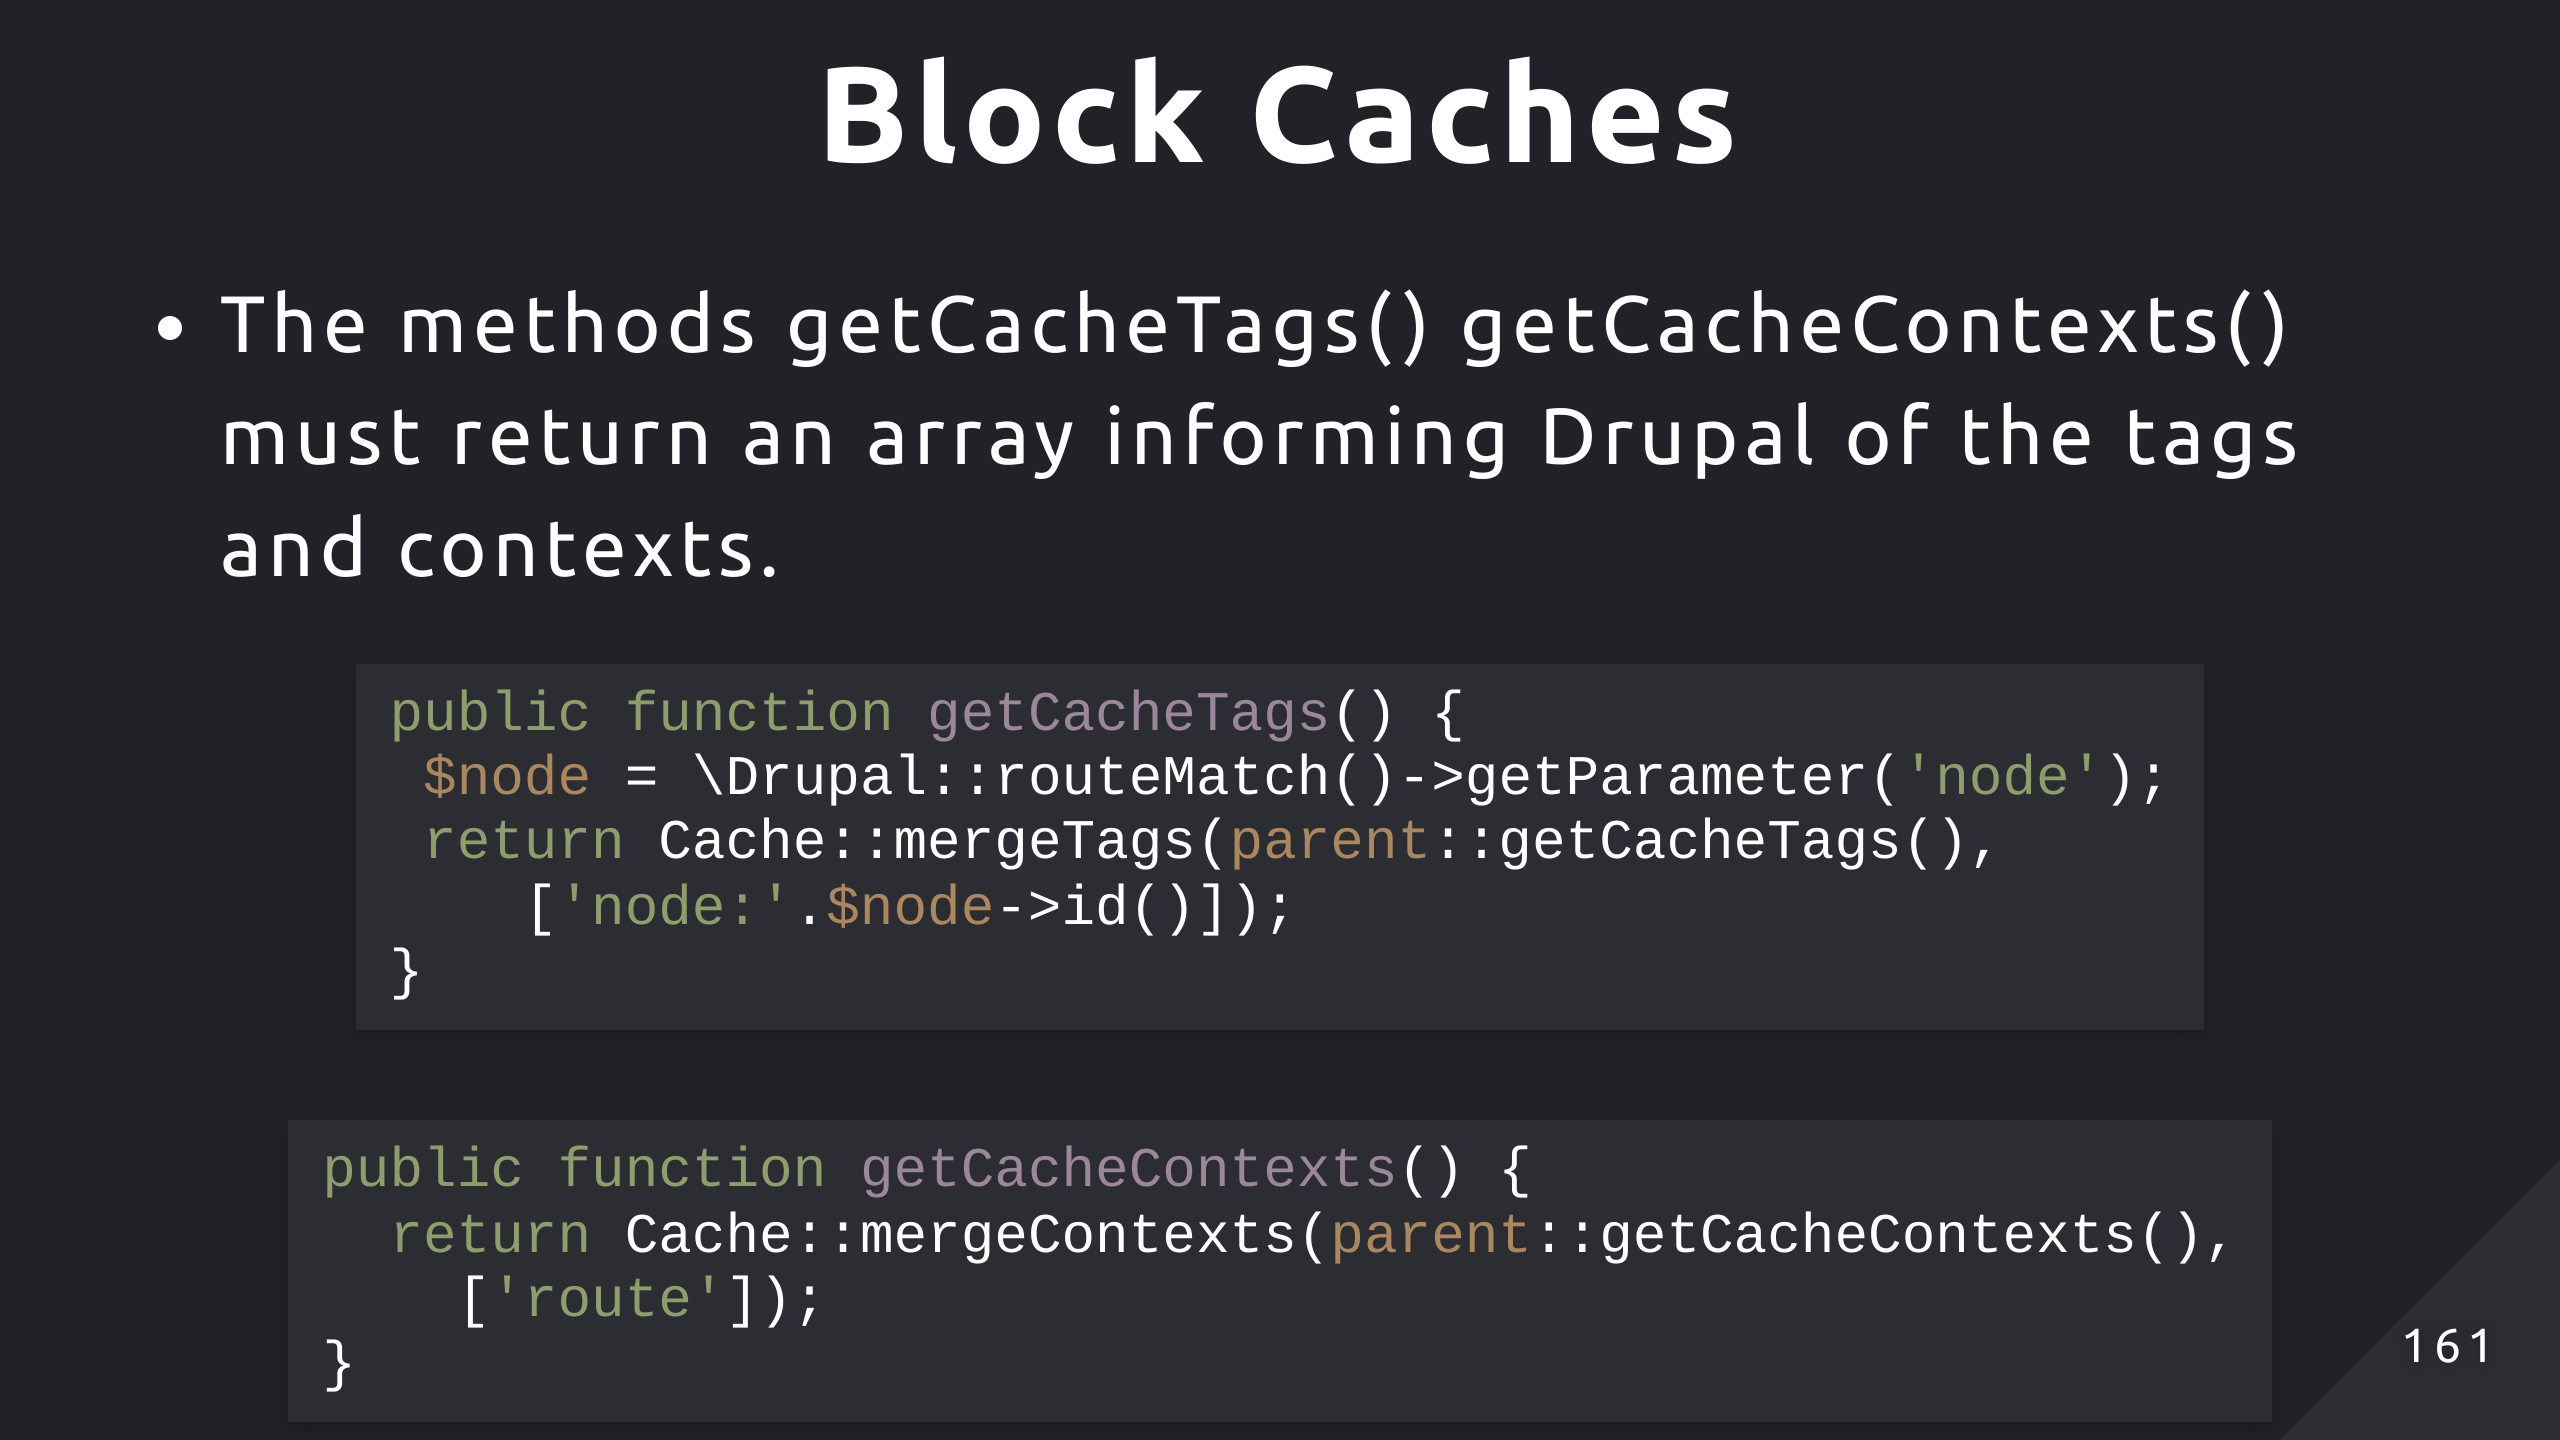 Block Caches
• The methods getCacheTags() getCacheContexts()
must return an array informing Drupal of the tags
and contexts.
public function getCacheTags() {
 $node = \Drupal::routeMatch()->getParameter('node');
 return Cache::mergeTags(parent::getCacheTags(),
    ['node:'.$node->id()]);
}
public function getCacheContexts() {
  return Cache::mergeContexts(parent::getCacheContexts(),
    ['route']);
}
161